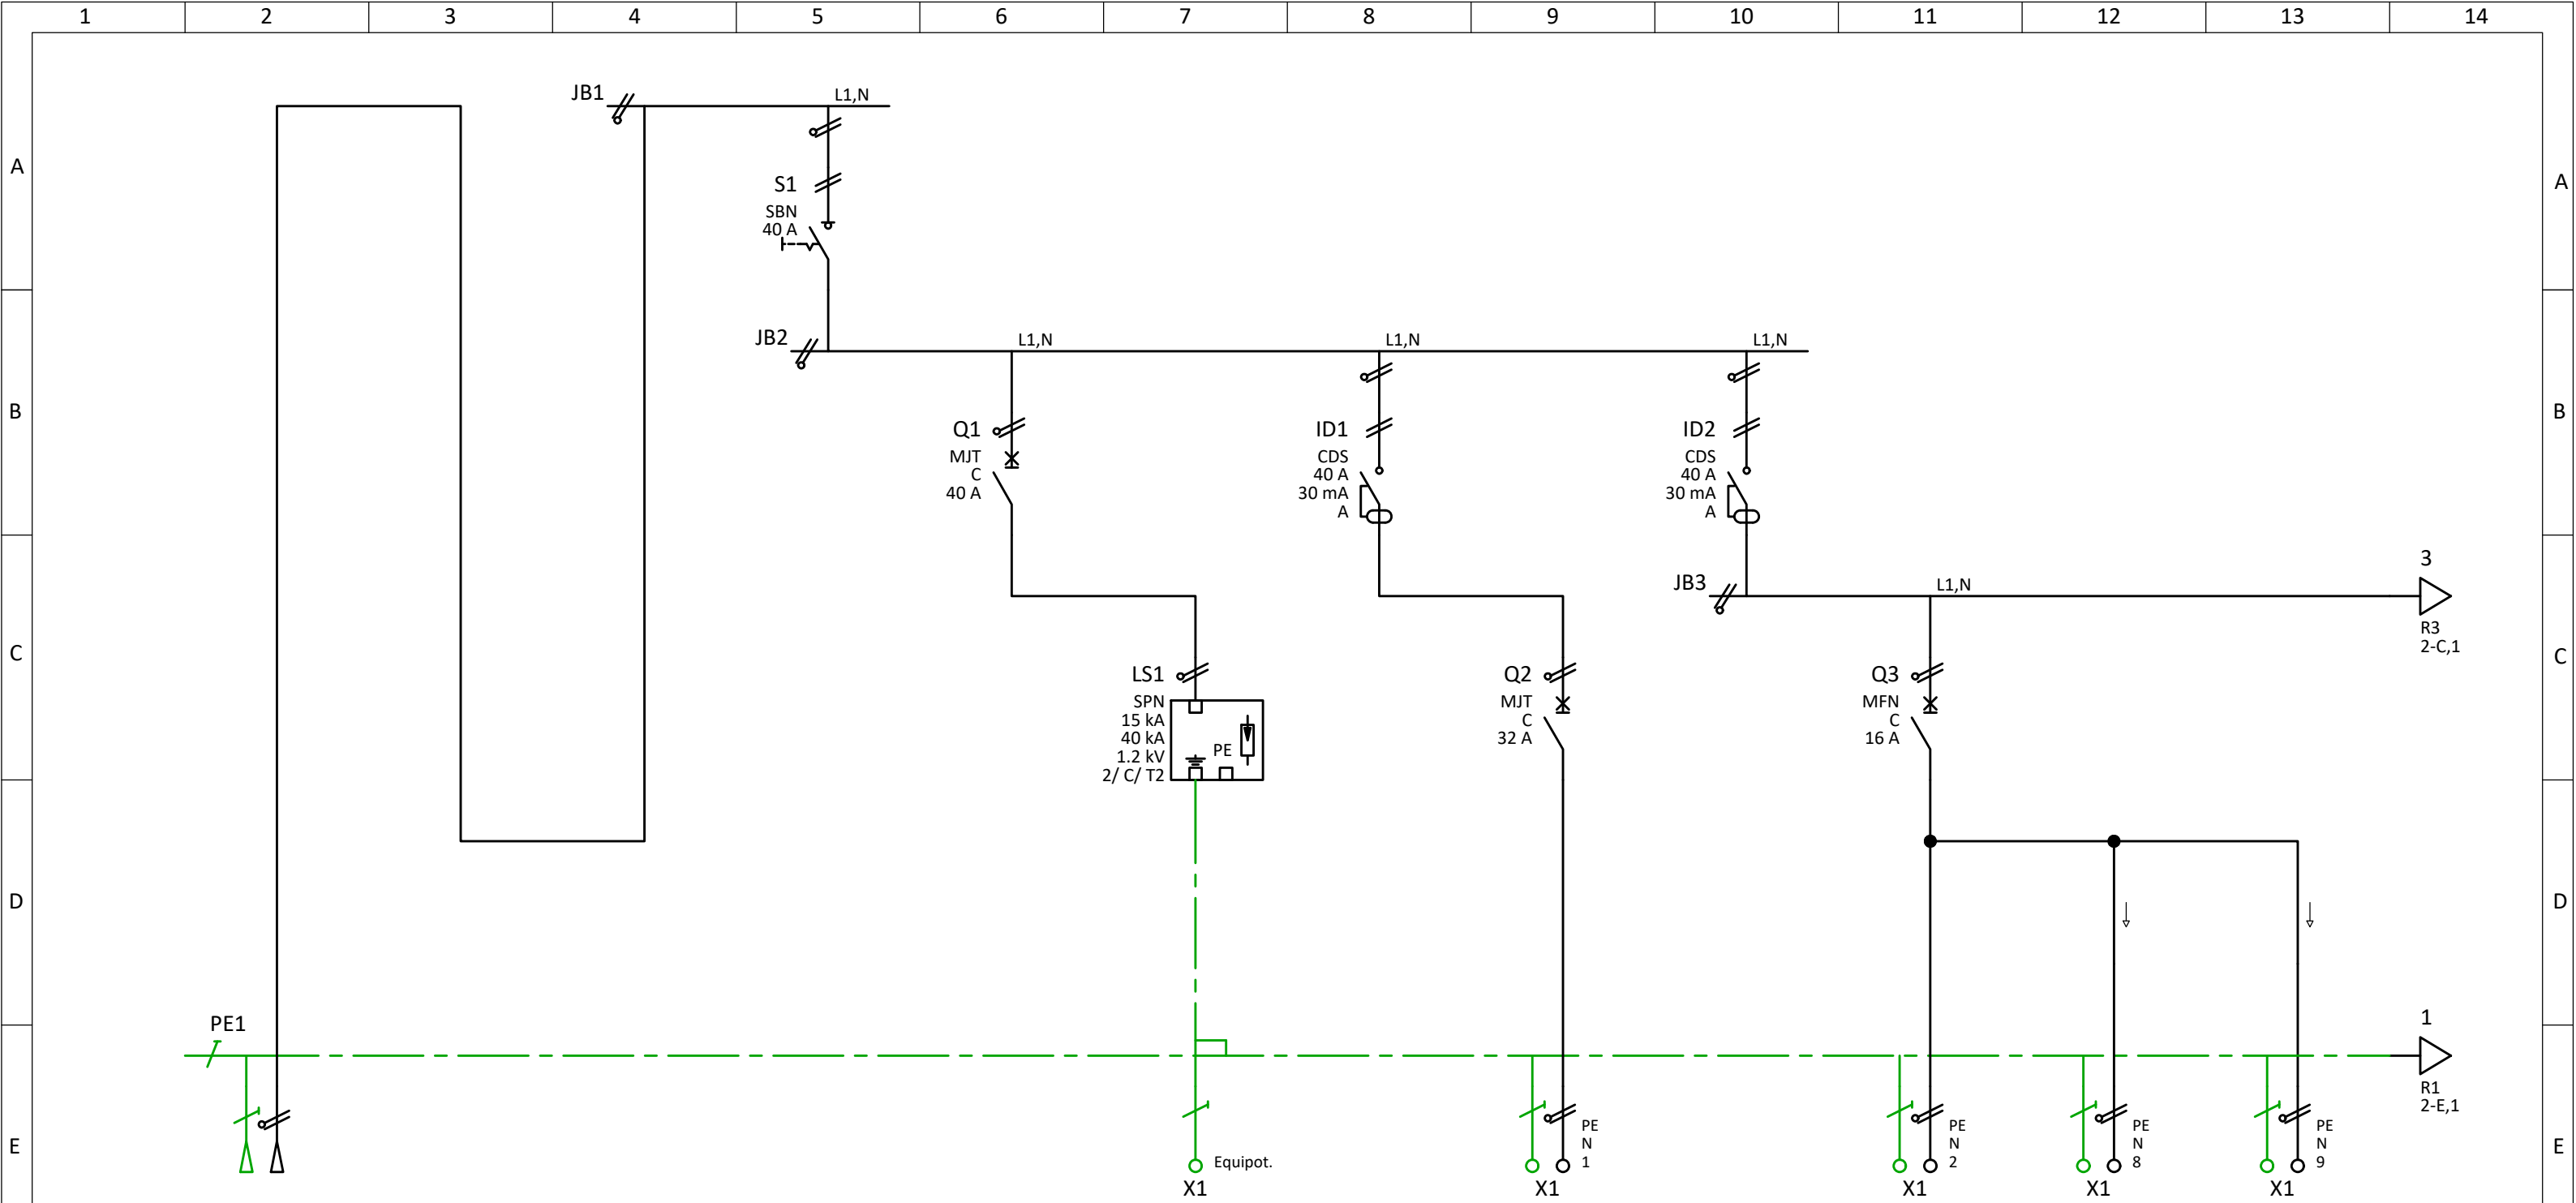 1 2 3 4 5 6 7 8 9 10 11 12 13 14
JB1 L1,N
A A
S1
SBN
40 A
JB2 L1,N L1,N L1,N
B B
Q1 ID1 ID2
MJT CDS CDS
C 40 A 40 A
40 A 30 mA 30 mA
A A
3
JB3 L1,N
R3
2-C,1
C C
LS1 Q2 Q3
SPN MJT MFN
15 kA C C
40 kA 32 A 16 A
1.2 kV PE
2/ C/ T2
D D
PE1 1
R1
2-E,1
PE PE PE PE
E N N N N E
Equipot. 1 2 8 9
X1 X1 X1 X1 X1